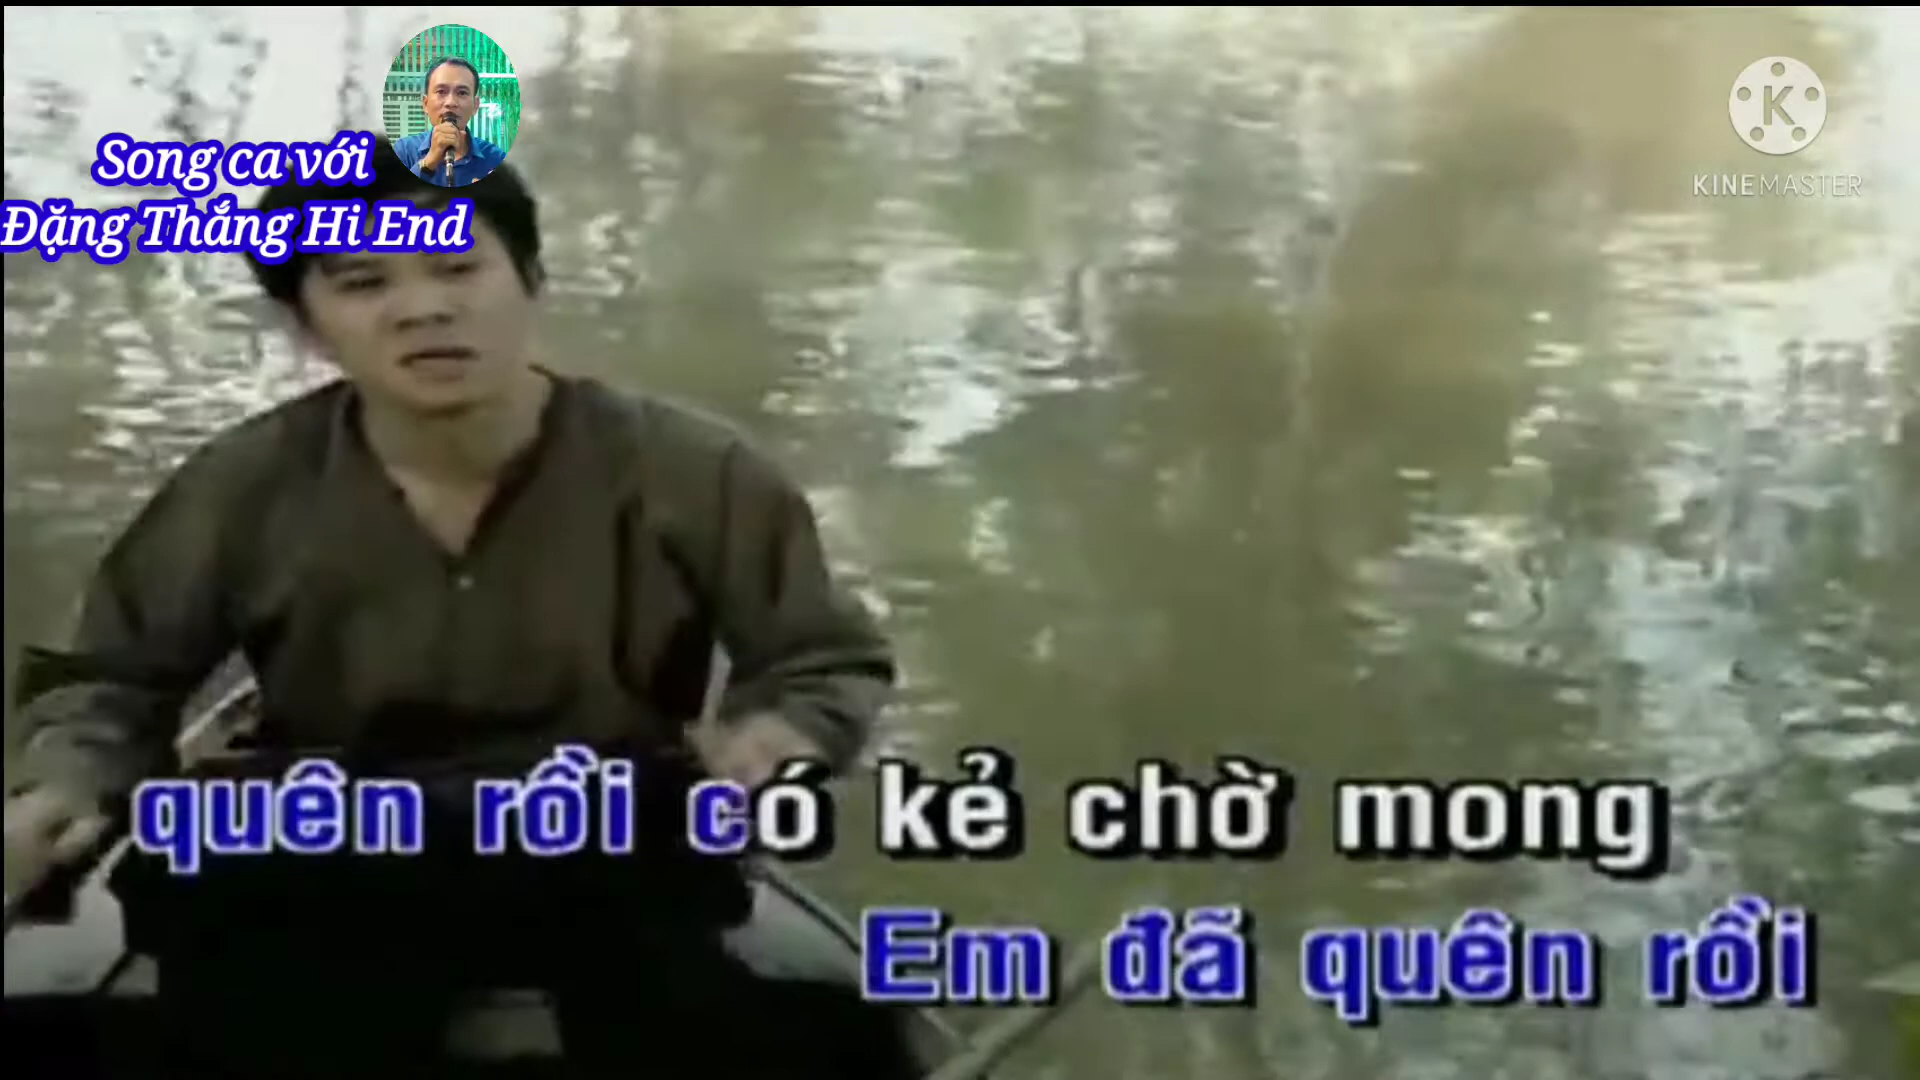 Song ca với
Đặng Thắng Hi End
K
KINEMASTER
quên rồi có kẻ chờ mong
Em đã quên rồi